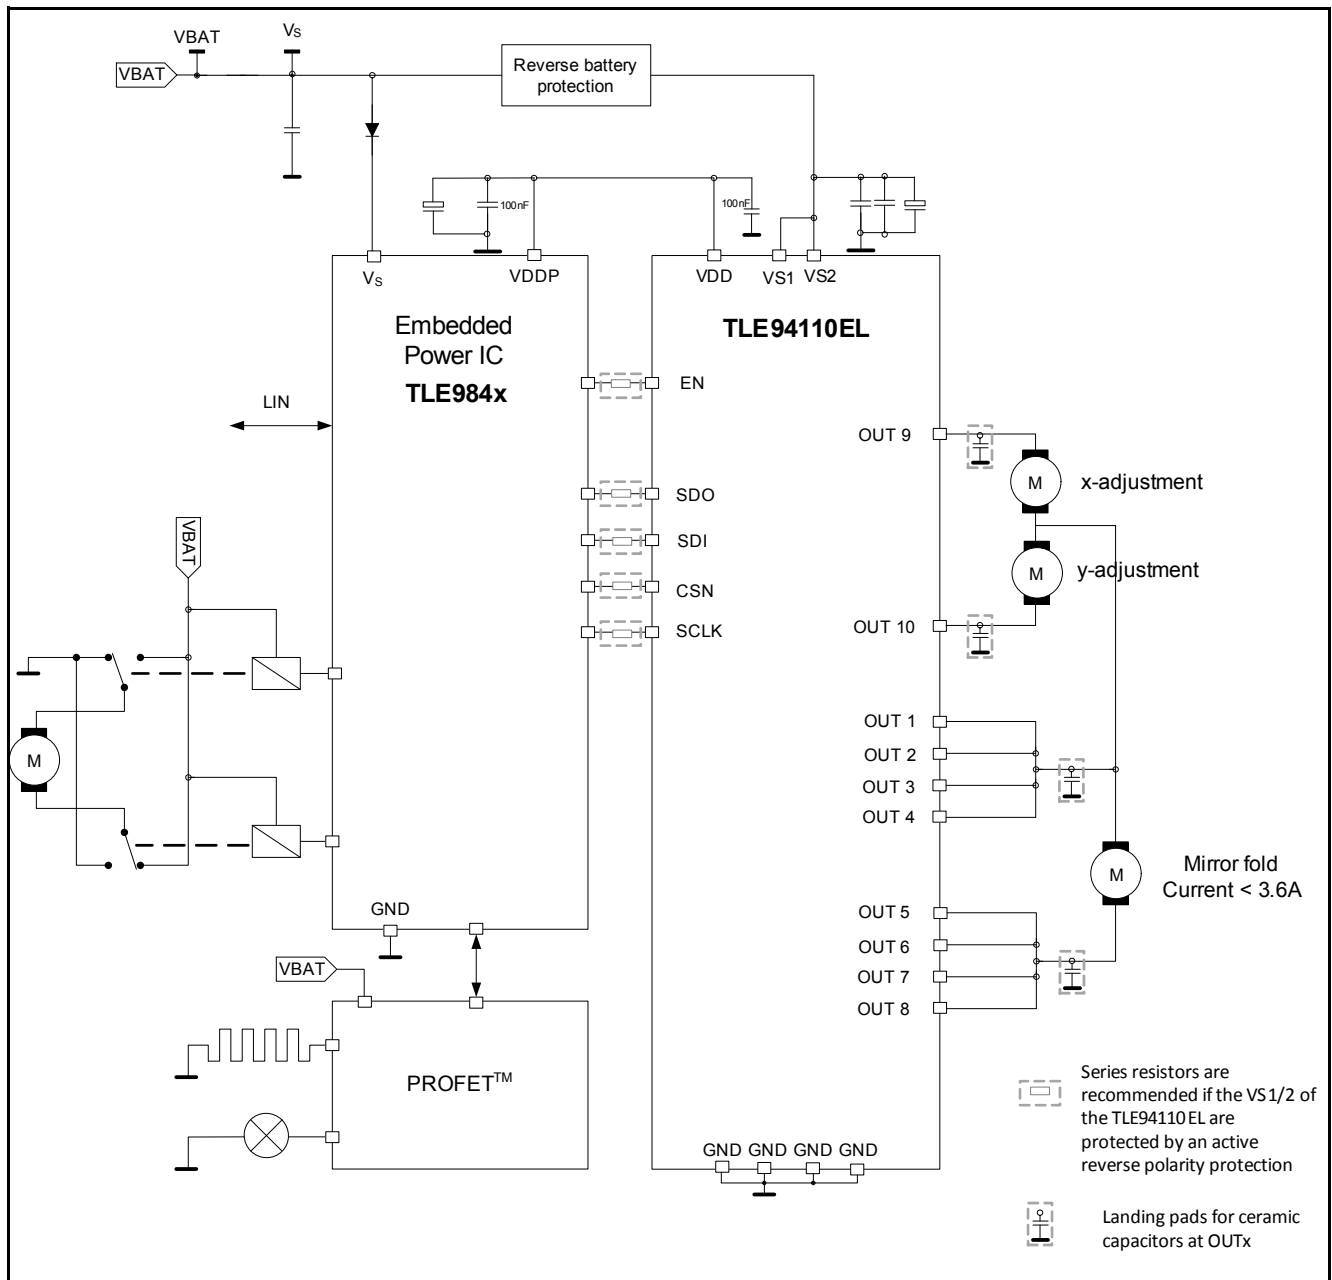 VBAT
VS
VBAT
Reverse battery
protection
100nF
100nF
VS
VDDP
VDD
VS1
VS2
Embedded
Power IC
TLE984x
TLE94110EL
EN
LIN
OUT 9
M
x-adjustment
SDO
SDI
CSN
SCLK
M
y-adjustment
OUT 10
VBAT
M
OUT 1
OUT 2
OUT 3
OUT 4
M
Mirror fold
Current < 3.6A
GND
OUT 5
OUT 6
OUT 7
OUT 8
VBAT
PROFET™
GND GND GND GND
Series resistors are
recommended if the VS1/2 of
the TLE94110EL are
protected by an active
reverse polarity protection
Landing pads for ceramic
capacitors at OUTx